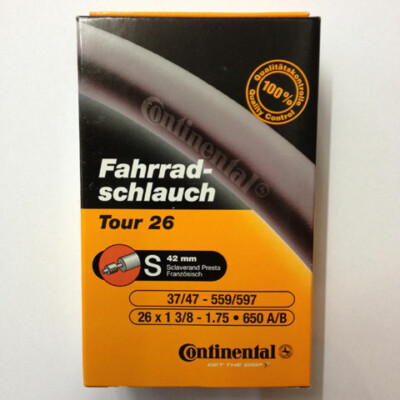 Qualitätskontrolle
100%
Quality Control
Continental
Fahrrad-
schlauch
Tour 26
S
42 mm
Sclaverand Presta
Französisch
37/47 - 559/597
26 x 1 3/8 - 1.75 • 650 A/B
Continental
GET THE GRIP